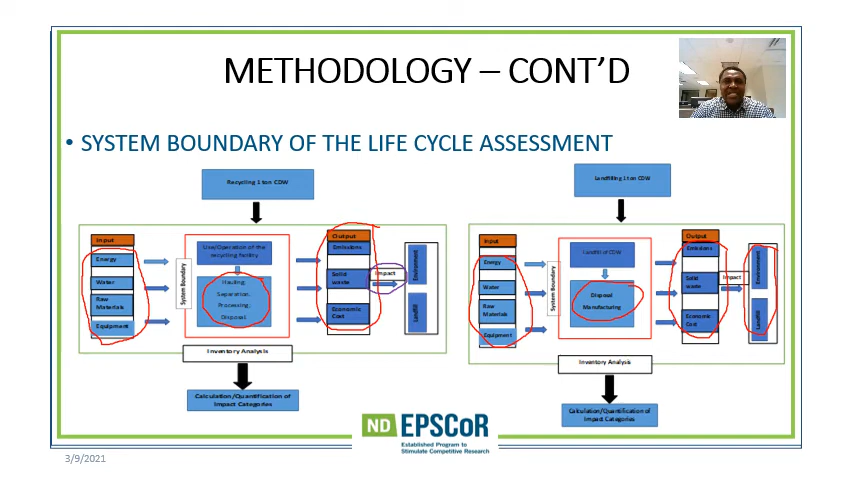 METHODOLOGY – CONT’D
• SYSTEM BOUNDARY OF THE LIFE CYCLE ASSESSMENT
Recycling 1 ton CDW
Input
Energy
Water
Raw
Materials
Equipment
System Boundary
Use/Operation of the
recycling facility
Hauling;
Separation,
Processing;
Disposal
Output
Emissions
Solid
waste
Economic
Cost
Impact
Environment
Landfill
Inventory Analysis
Calculation/Quantification of
Impact Categories
Landfilling 1 ton CDW
Input
Energy
Water
Raw
Materials
Equipment
System Boundary
Landfill of CDW
Disposal
Manufacturing
Output
Emissions
Solid
waste
Economic
Cost
Impact
Environment
Landfill
Inventory Analysis
Calculation/Quantification of
Impact Categories
ND EPSCoR
Established Program to
Stimulate Competitive Research
3/9/2021